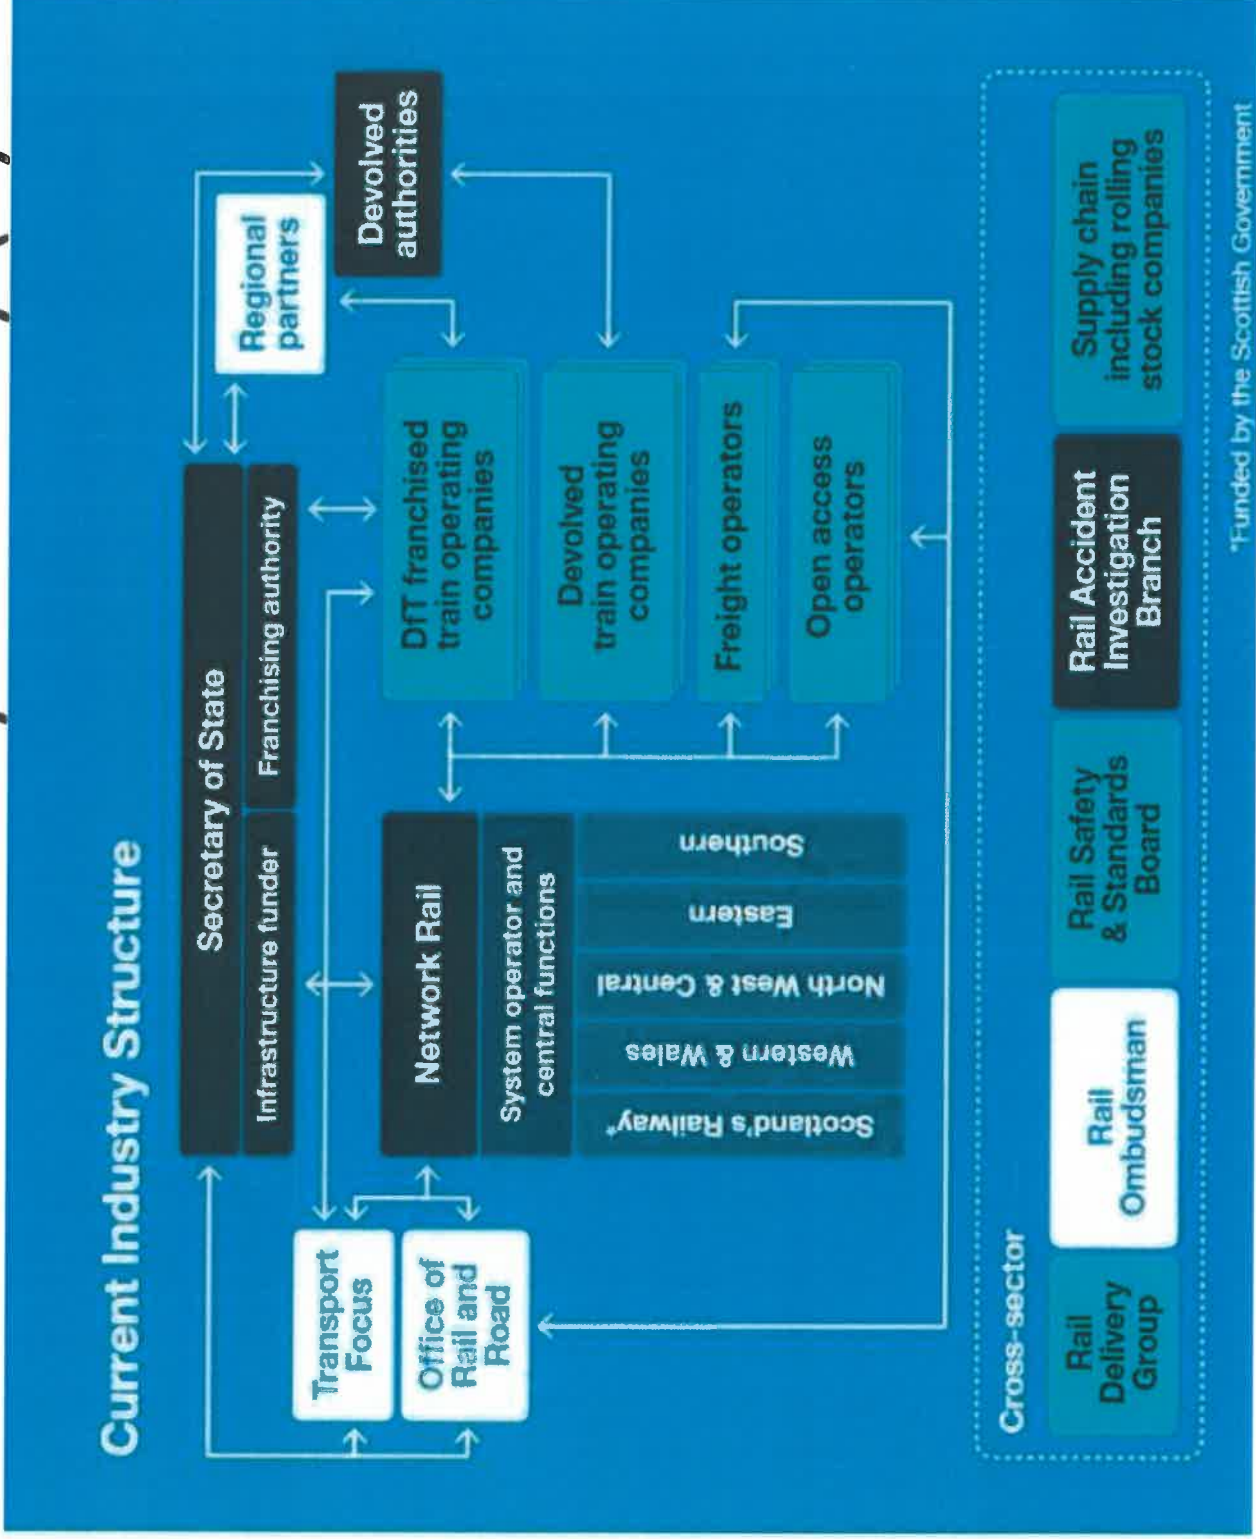 Current Industry Structure
Secretary of State
Infrastructure funder
Franchising authority
Regional
partners
Devolved
authorities
Transport
Focus
Office of
Rail and
Road
Network Rail
System operator and
central functions
Scotland's Railway*
Western & Wales
North West & Central
Eastern
Southern
DfT franchised
train operating
companies
Devolved
train operating
companies
Freight operators
Open access
operators
Cross-sector
Rail
Delivery
Group
Rail
Ombudsman
Rail Safety
& Standards
Board
Rail Accident
Investigation
Branch
Supply chain
including rolling
stock companies
*Funded by the Scottish Government